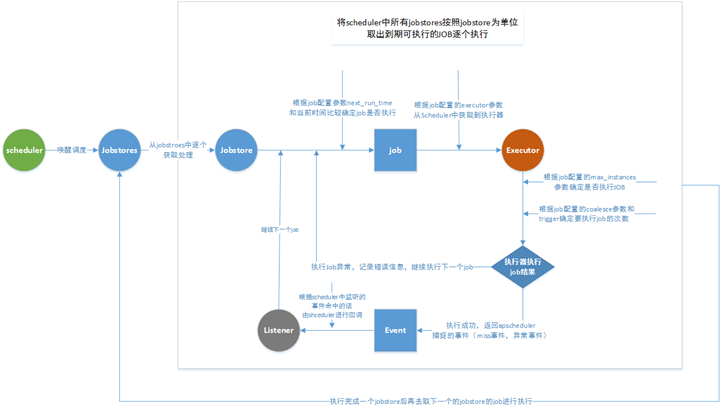 将scheduler中所有jobstores按照jobstore为单位
取出到期可执行的JOB逐个执行
根据job配置参数next_run_time
和当前时间比较确定job是否执行
根据job配置的executor参数
从Scheduler中获取到执行器
scheduler
唤醒调度
Jobstores
从jobstroes中逐个
获取处理
Jobstore
job
Executor
根据job配置的max_instances
参数确定是否执行JOB
根据job配置的coalesce参数和
trigger确定要执行job的次数
继续下一个job
执行Job异常，记录错误信息，继续执行下一个job
执行器执行
job结果
根据scheduler中监听的
事件命中的话
由shceduler进行回调
Listener
Event
执行成功，返回apscheduler
捕捉的事件（miss事件，异常事件）
执行完成一个jobstore后再去取下一个的jobstore的job进行执行